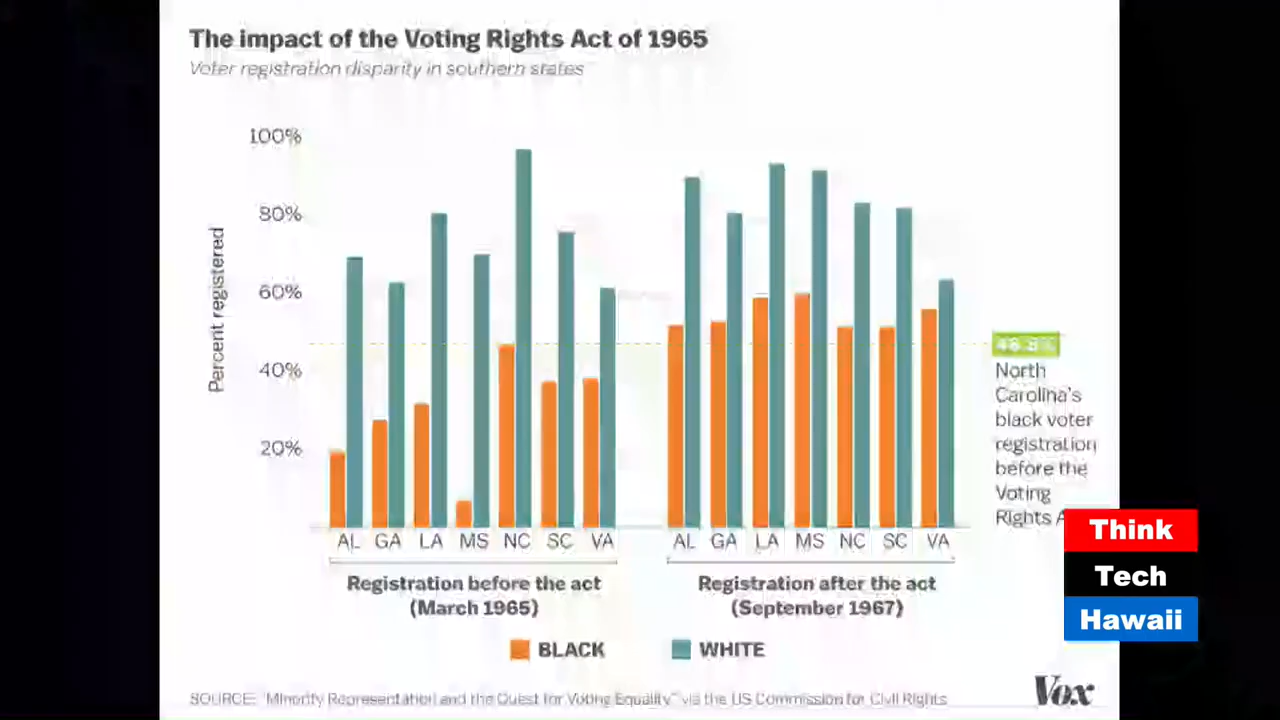 The impact of the Voting Rights Act of 1965
Voter registration disparity in southern states
Percent registered
100%
80%
60%
40%
20%
AL GA LA MS NC SC VA
AL GA LA MS NC SC VA
Registration before the act
(March 1965)
Registration after the act
(September 1967)
BLACK
WHITE
46.8%
North
Carolina's
black voter
registration
before the
Voting
Rights A
Think
Tech
Hawaii
SOURCE: "Minority Representation and the Quest for Voting Equality" via the US Commission for Civil Rights
Vox